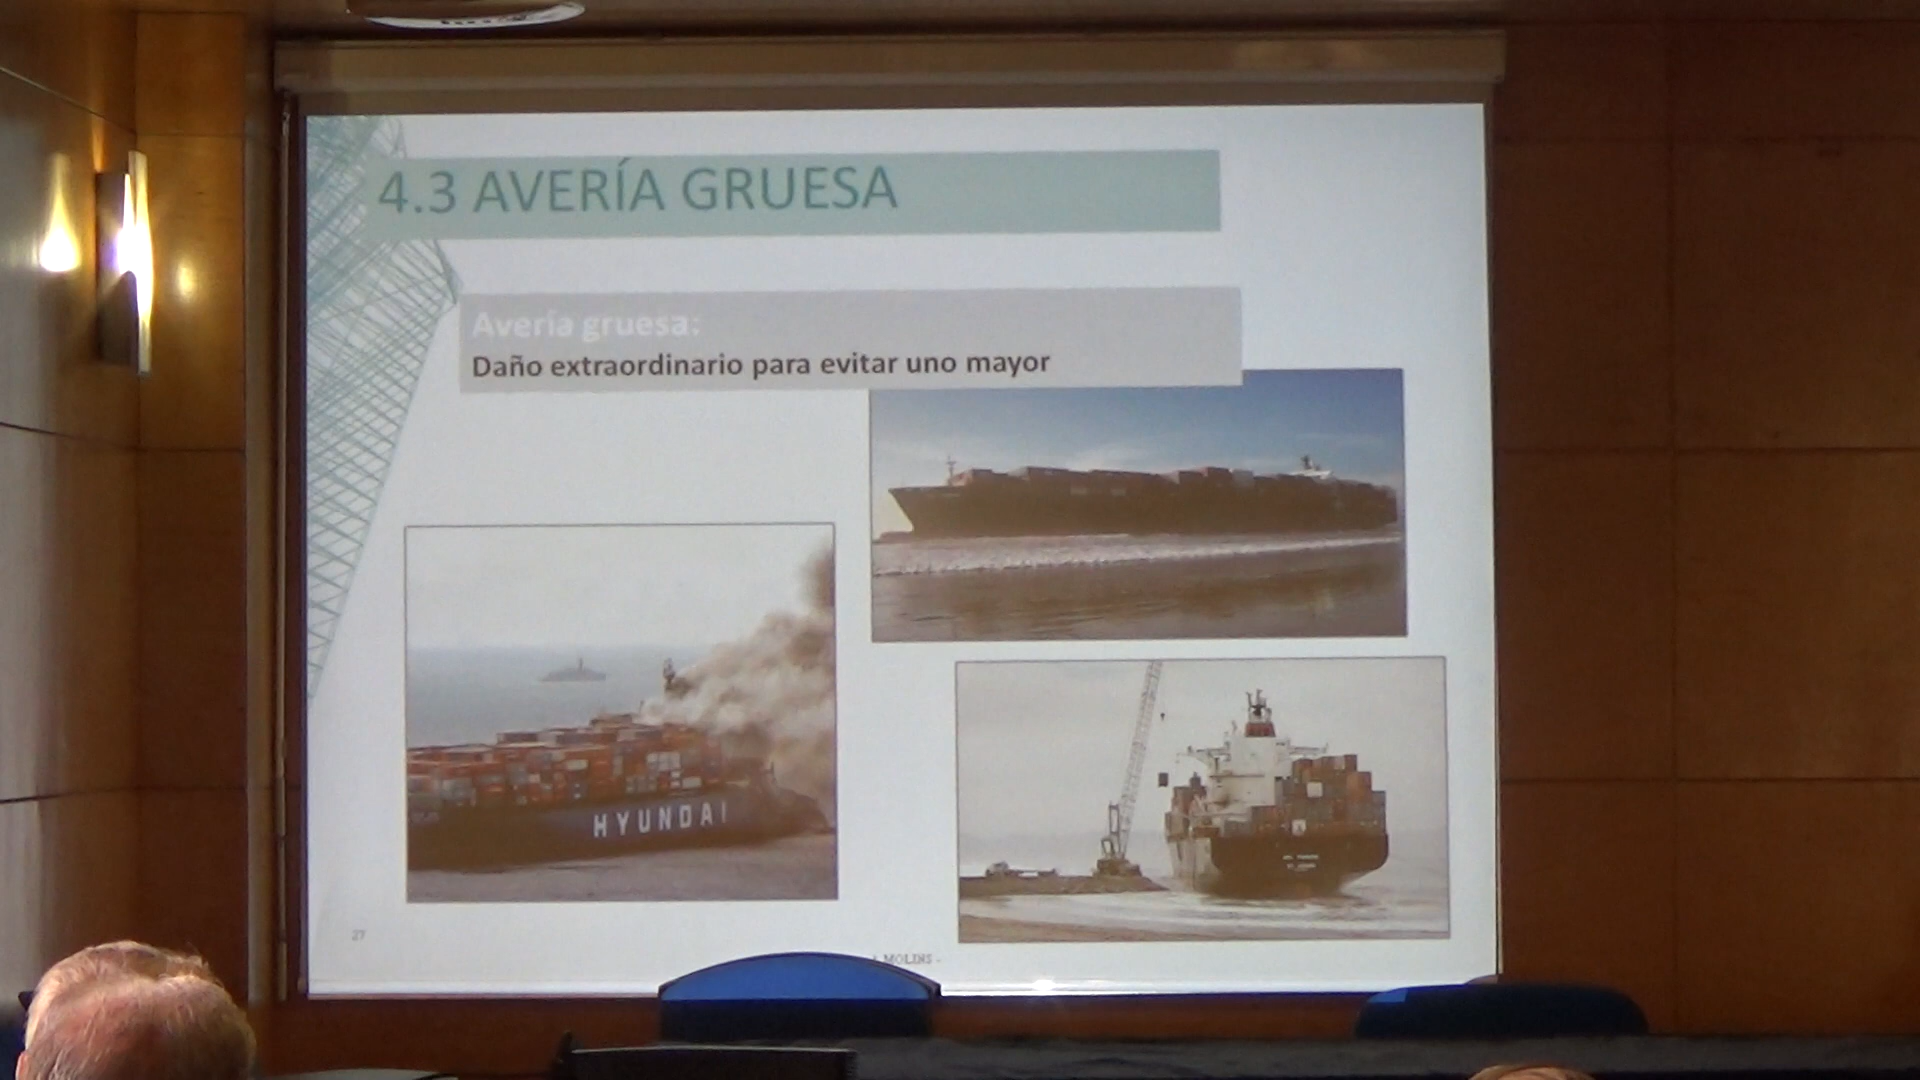 4.3 AVERÍA GRUESA
Avería gruesa:
Daño extraordinario para evitar uno mayor
HYUNDAI
27
MOLINS -